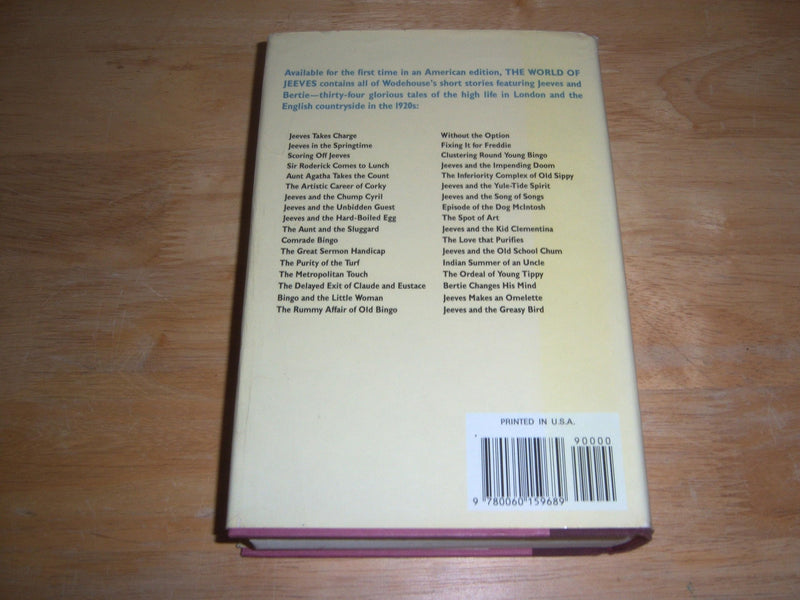 Available for the first time in an American edition, THE WORLD OF
JEEVES contains all of Wodehouse's short stories featuring Jeeves and
Bertie—thirty-four glorious tales of the high life in London and the
English countryside in the 1920s:
Jeeves Takes Charge
Jeeves in the Springtime
Scoring Off Jeeves
Sir Roderick Comes to Lunch
Aunt Agatha Takes the Count
The Artistic Career of Corky
Jeeves and the Chump Cyril
Jeeves and the Unbidden Guest
Jeeves and the Hard-Boiled Egg
The Aunt and the Sluggard
Comrade Bingo
The Great Sermon Handicap
The Purity of the Turf
The Metropolitan Touch
The Delayed Exit of Claude and Eustace
Bingo and the Little Woman
The Rummy Affair of Old Bingo
Without the Option
Fixing It for Freddie
Clustering Round Young Bingo
Jeeves and the Impending Doom
The Inferiority Complex of Old Sippy
Jeeves and the Yule-Tide Spirit
Jeeves and the Song of Songs
Episode of the Dog McIntosh
The Spot of Art
Jeeves and the Kid Clementina
The Love that Purifies
Jeeves and the Old School Chum
Indian Summer of an Uncle
The Ordeal of Young Tippy
Bertie Changes His Mind
Jeeves Makes an Omelette
Jeeves and the Greasy Bird
PRINTED IN U.S.A.
90000
9 780060 159689